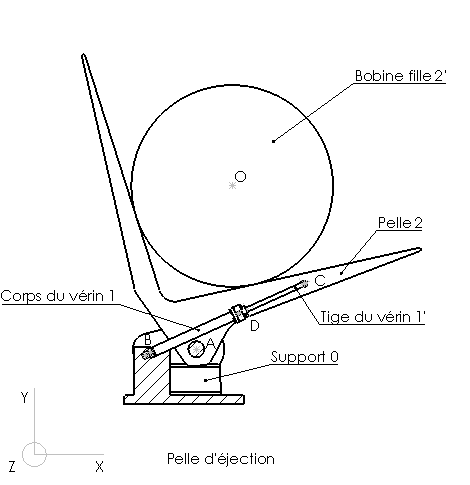 Bobine fille 2'
O
Pelle 2
C
Corps du vérin 1
Tige du vérin 1'
D
B
A
Support 0
Y
Z
X
Pelle d'éjection